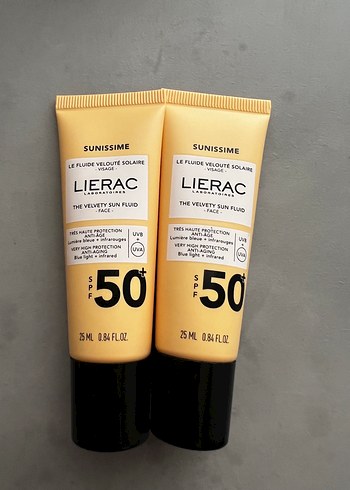 SUNISSIME
LE FLUIDE VELOUTÉ SOLAIRE
- VISAGE -
LIERAC
LABORATOIRES
THE VELVETY SUN FLUID
- FACE -
TRÈS HAUTE PROTECTION
ANTI-ÂGE
Lumière bleue + infrarouges
VERY HIGH PROTECTION
ANTI-AGING
Blue light + infrared
UVB
+
UVA
SPF 50+
25 ML 0.84 FL.OZ.
SUNISSIME
LE FLUIDE VELOUTÉ SOLAIRE
- VISAGE -
LIERAC
LABORATOIRES
THE VELVETY SUN FLUID
- FACE -
TRÈS HAUTE PROTECTION
ANTI-ÂGE
Lumière bleue + infrarouges
VERY HIGH PROTECTION
ANTI-AGING
Blue light + infrared
UVB
+
UVA
SPF 50+
25 ML 0.84 FL.OZ.